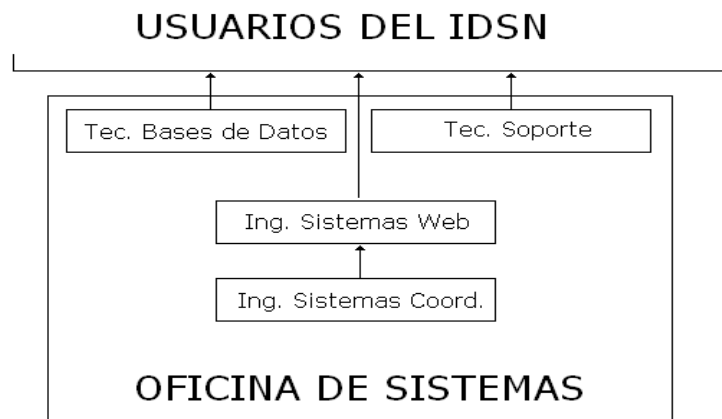 USUARIOS DEL IDSN
Tec. Bases de Datos
Tec. Soporte
Ing. Sistemas Web
Ing. Sistemas Coord.
OFICINA DE SISTEMAS